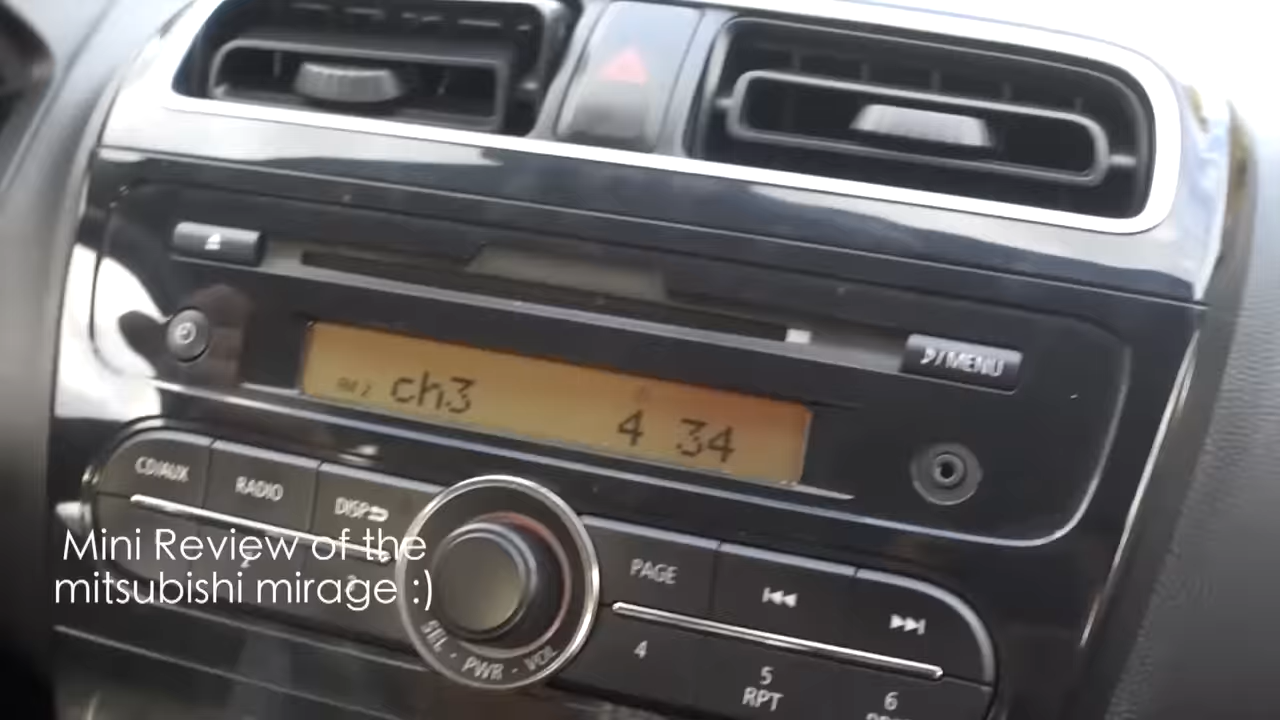 /MENU
ch3
4 34
CD/AUX
RADIO
DISP
Mini Review of the
mitsubishi mirage :)
PAGE
SEL - PWR - VOL
4
5
RPT
6